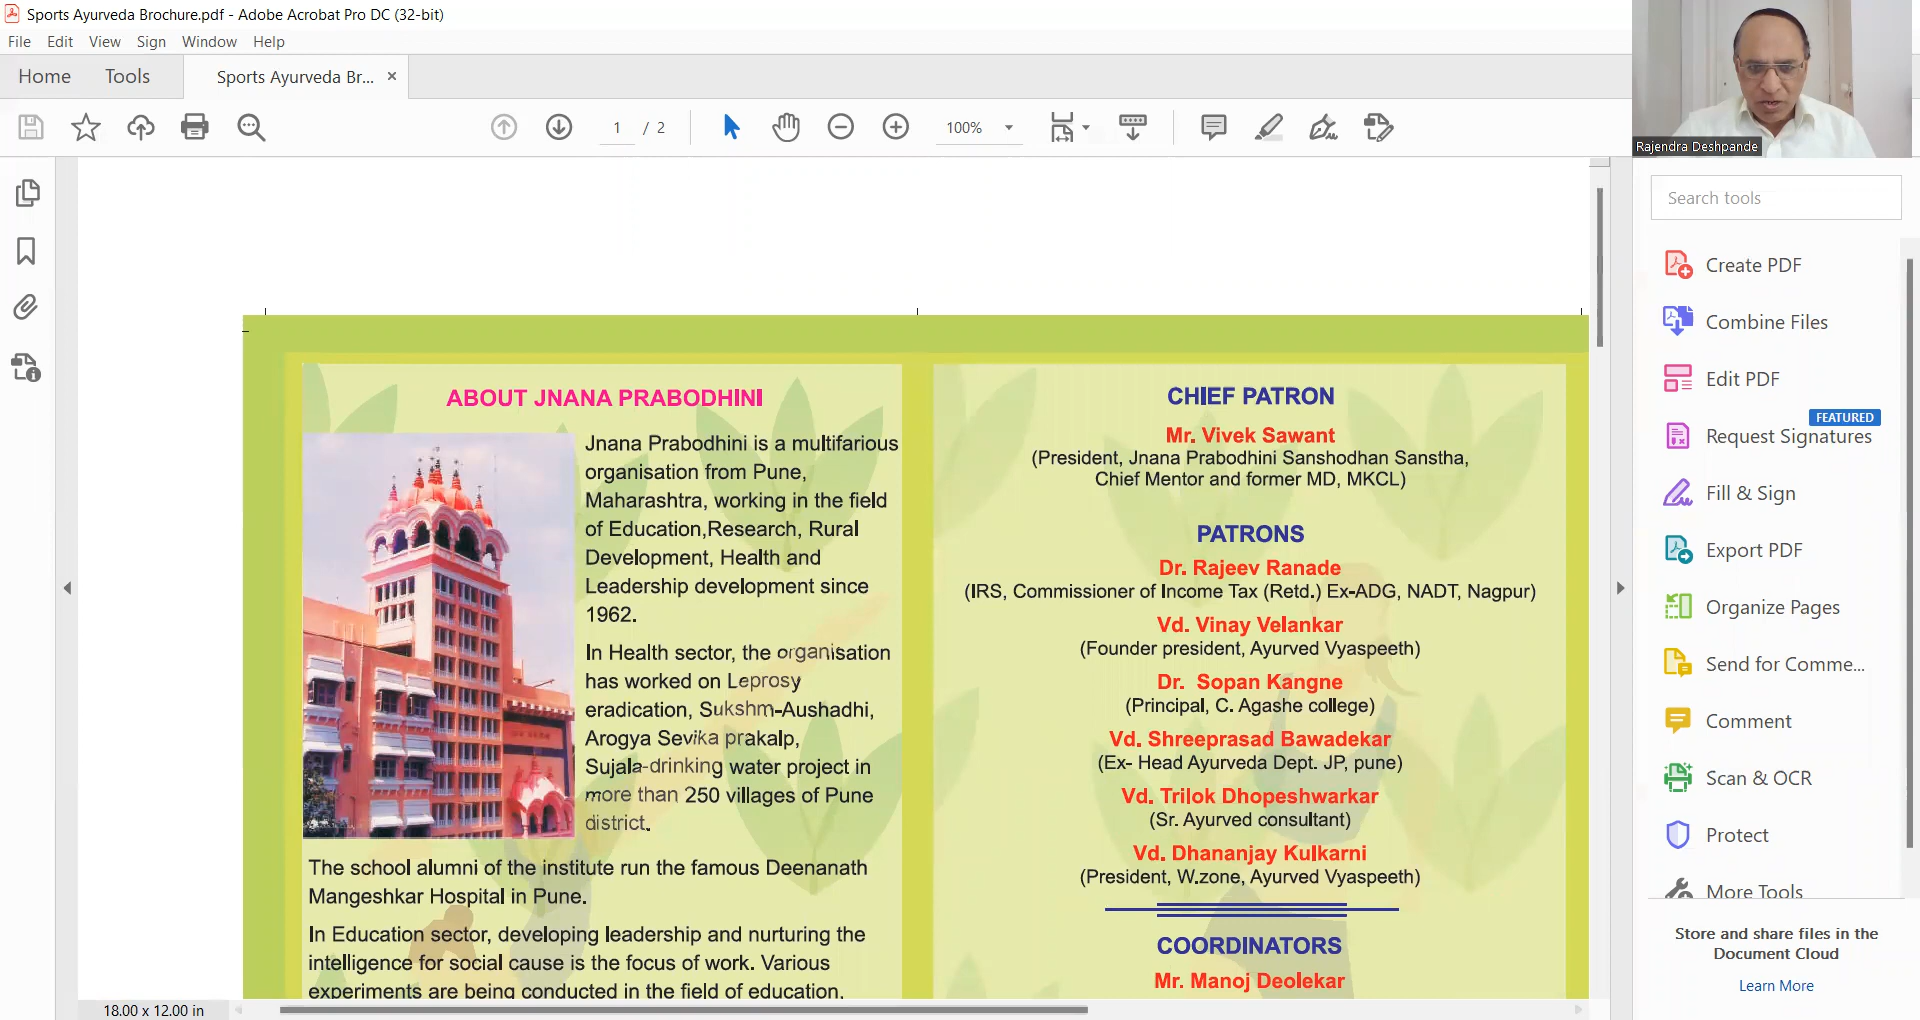 Sports Ayurveda Brochure.pdf - Adobe Acrobat Pro DC (32-bit)
File Edit View Sign Window Help
Home Tools Sports Ayurveda Br... ×
1 / 2 100%
Rajendra Deshpande
Search tools
Create PDF
Combine Files
Edit PDF
FEATURED
Request Signatures
Fill & Sign
Export PDF
Organize Pages
Send for Comme...
Comment
Scan & OCR
Protect
More Tools
Store and share files in the
Document Cloud
Learn More
ABOUT JNANA PRABODHINI
Jnana Prabodhini is a multifarious
organisation from Pune,
Maharashtra, working in the field
of Education,Research, Rural
Development, Health and
Leadership development since
1962.
In Health sector, the organisation
has worked on Leprosy
eradication, Sukshm-Aushadhi,
Arogya Sevika prakalp,
Sujala-drinking water project in
more than 250 villages of Pune
district.
The school alumni of the institute run the famous Deenanath
Mangeshkar Hospital in Pune.
In Education sector, developing leadership and nurturing the
intelligence for social cause is the focus of work. Various
experiments are being conducted in the field of education,
CHIEF PATRON
Mr. Vivek Sawant
(President, Jnana Prabodhini Sanshodhan Sanstha,
Chief Mentor and former MD, MKCL)
PATRONS
Dr. Rajeev Ranade
(IRS, Commissioner of Income Tax (Retd.) Ex-ADG, NADT, Nagpur)
Vd. Vinay Velankar
(Founder president, Ayurved Vyaspeeth)
Dr. Sopan Kangne
(Principal, C. Agashe college)
Vd. Shreeprasad Bawadekar
(Ex- Head Ayurveda Dept. JP, pune)
Vd. Trilok Dhopeshwarkar
(Sr. Ayurved consultant)
Vd. Dhananjay Kulkarni
(President, W.zone, Ayurved Vyaspeeth)
COORDINATORS
Mr. Manoj Deolekar
18.00 x 12.00 in